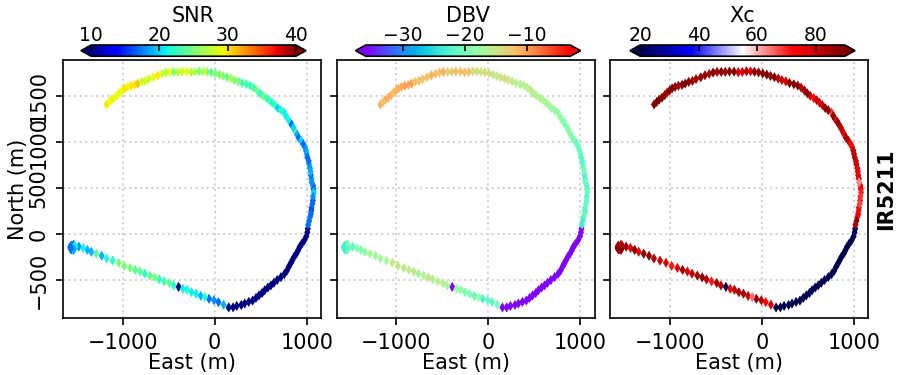 SNR DBV Xc
10 20 30 40 −30 −20 −10 20 40 60 80
North (m)
1500
1000
500
0
−500
IR5211
−1000 0 1000 −1000 0 1000 −1000 0 1000
East (m) East (m) East (m)